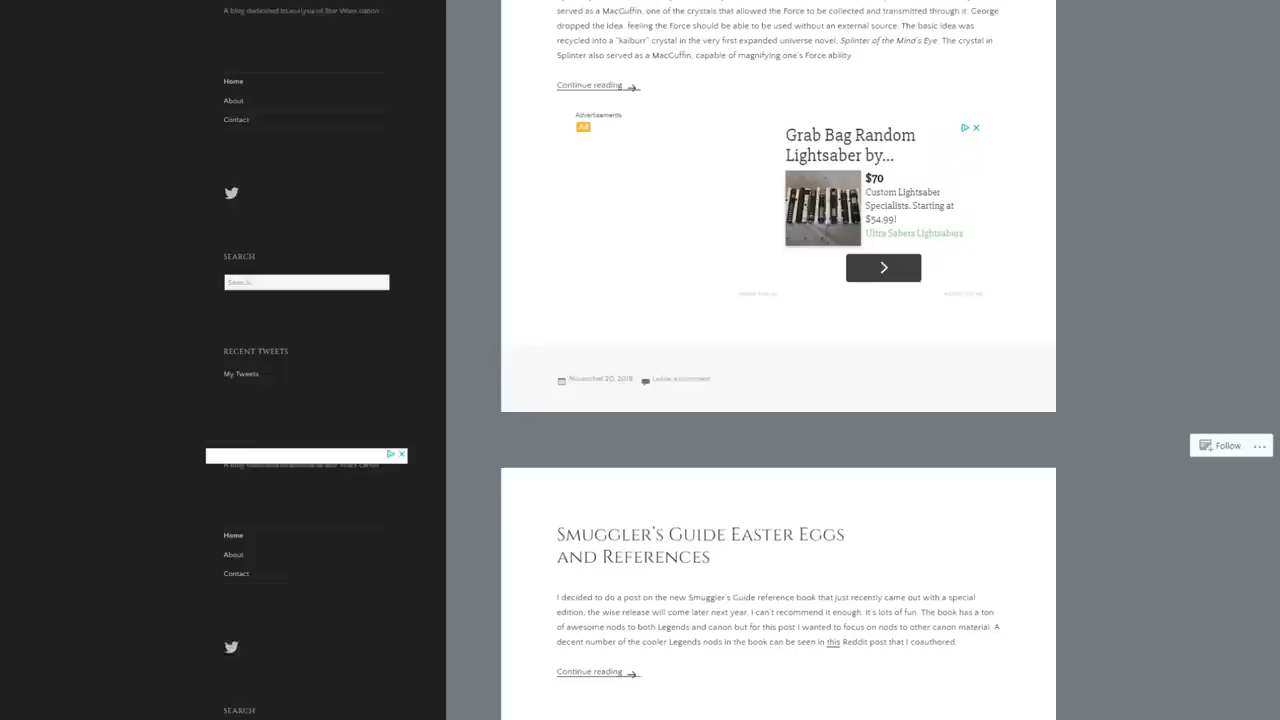 A blog dedicated to analysis of Star Wars canon
Home
About
Contact
SEARCH
Search
RECENT TWEETS
My Tweets
A blog dedicated to analysis of Star Wars canon
Home
About
Contact
SEARCH
served as a MacGuffin, one of the crystals that allowed the Force to be collected and transmitted through it. George
dropped the idea, feeling the Force should be able to be used without an external source. The basic idea was
recycled into a “kaiburr” crystal in the very first expanded universe novel, Splinter of the Mind’s Eye. The crystal in
Splinter also served as a MacGuffin, capable of magnifying one’s Force ability.
Continue reading
Advertisements
Ad
Grab Bag Random
Lightsaber by...
$70
Custom Lightsaber
Specialists. Starting at
$54.99!
Ultra Sabers Lightsabers
November 20, 2018 Leave a comment
Follow ...
SMUGGLER’S GUIDE EASTER EGGS
AND REFERENCES
I decided to do a post on the new Smuggler’s Guide reference book that just recently came out with a special
edition, the wise release will come later next year. I can’t recommend it enough. It’s lots of fun. The book has a ton
of awesome nods to both Legends and canon but for this post I wanted to focus on nods to other canon material. A
decent number of the cooler Legends nods in the book can be seen in this Reddit post that I coauthored.
Continue reading